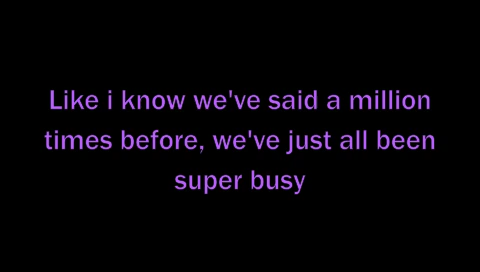 Like i know we've said a million
times before, we've just all been
super busy